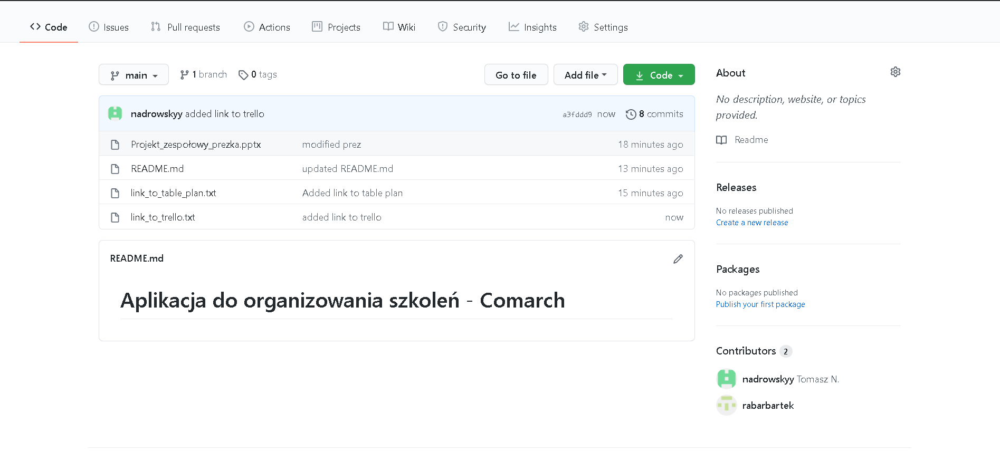 Code Issues Pull requests Actions Projects Wiki Security Insights Settings
main 1 branch 0 tags Go to file Add file Code
nadrowskyy added link to trello a3fddd9 now 8 commits
Projekt_zespołowy_prezka.pptx modified prez 18 minutes ago
README.md updated README.md 13 minutes ago
link_to_table_plan.txt Added link to table plan 15 minutes ago
link_to_trello.txt added link to trello now
README.md
Aplikacja do organizowania szkoleń - Comarch
About
No description, website, or topics
provided.
Readme
Releases
No releases published
Create a new release
Packages
No packages published
Publish your first package
Contributors 2
nadrowskyy Tomasz N.
rabarbartek